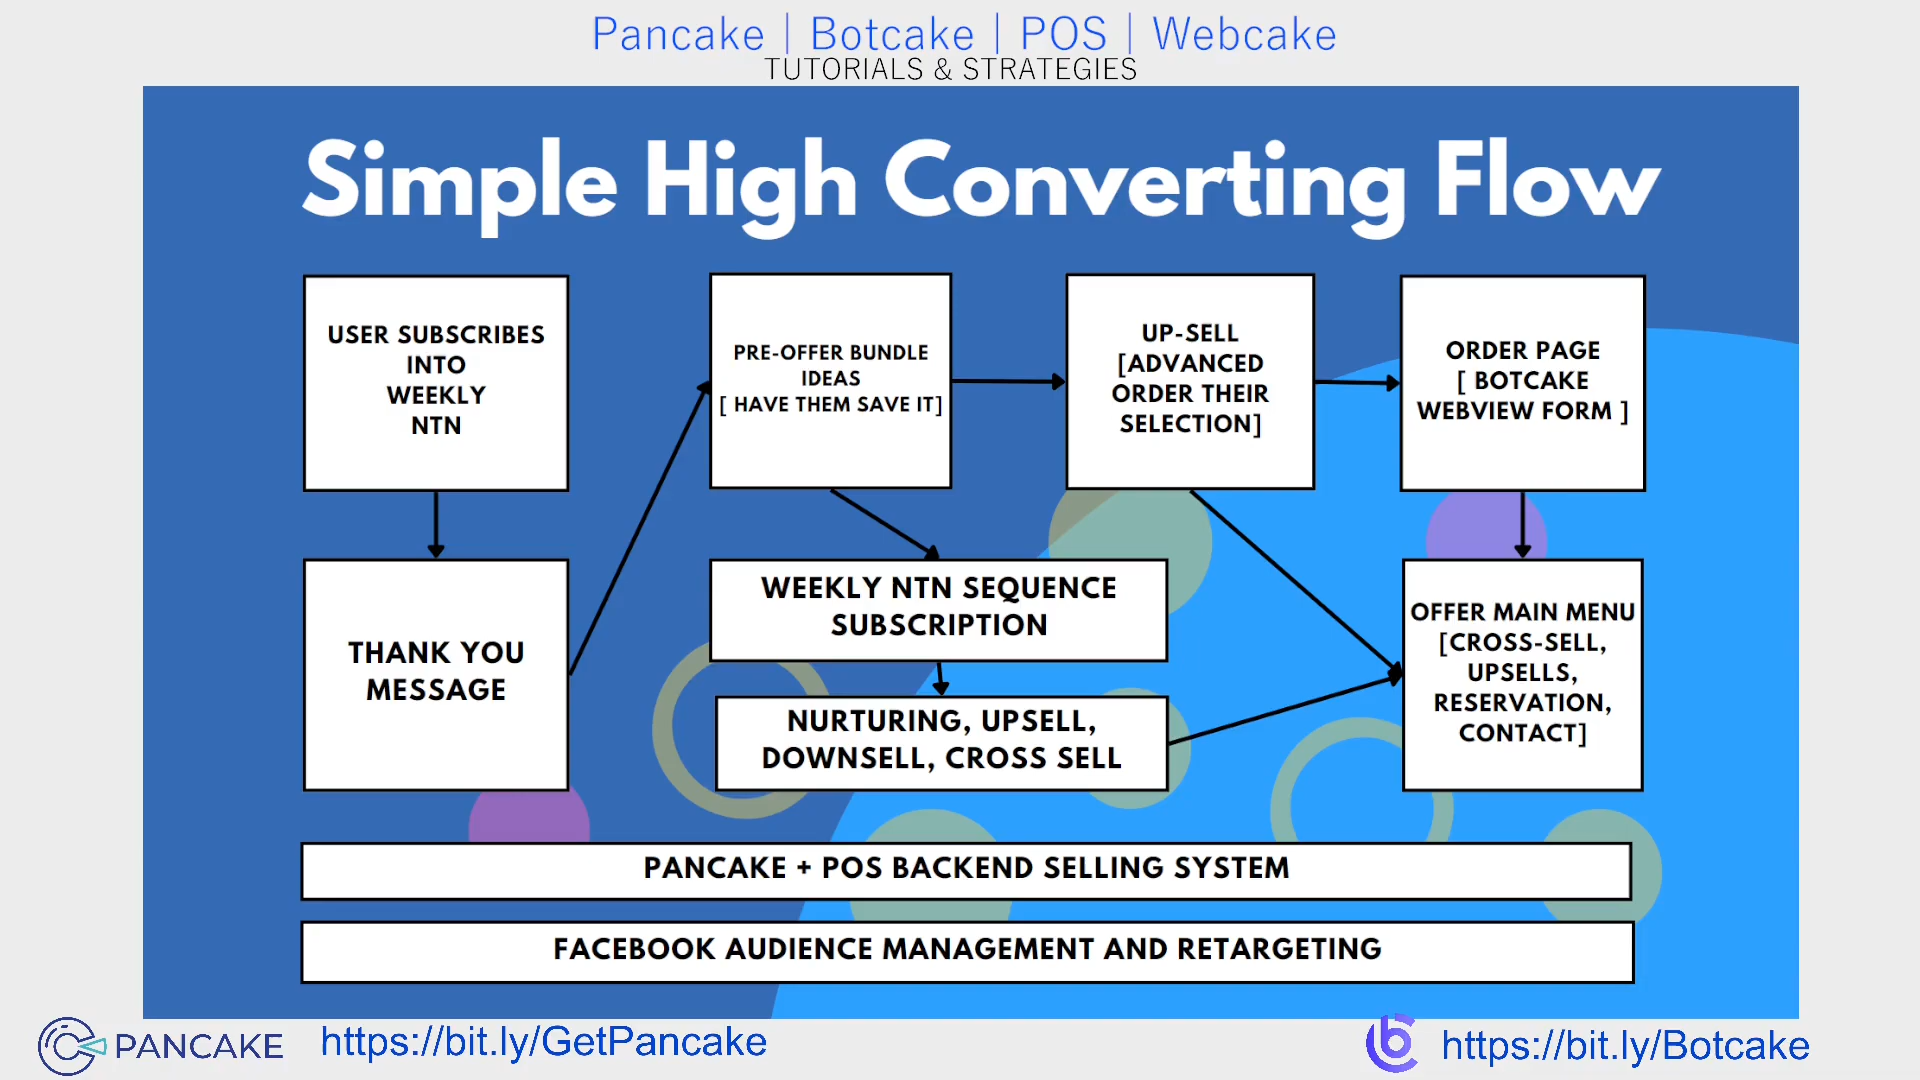 Pancake | Botcake | POS | Webcake
TUTORIALS & STRATEGIES
Simple High Converting Flow
USER SUBSCRIBES
INTO
WEEKLY
NTN
PRE-OFFER BUNDLE
IDEAS
[ HAVE THEM SAVE IT]
UP-SELL
[ADVANCED
ORDER THEIR
SELECTION]
ORDER PAGE
[ BOTCAKE
WEBVIEW FORM ]
THANK YOU
MESSAGE
WEEKLY NTN SEQUENCE
SUBSCRIPTION
NURTURING, UPSELL,
DOWNSELL, CROSS SELL
OFFER MAIN MENU
[CROSS-SELL,
UPSELLS,
RESERVATION,
CONTACT]
PANCAKE + POS BACKEND SELLING SYSTEM
FACEBOOK AUDIENCE MANAGEMENT AND RETARGETING
PANCAKE
https://bit.ly/GetPancake
https://bit.ly/Botcake